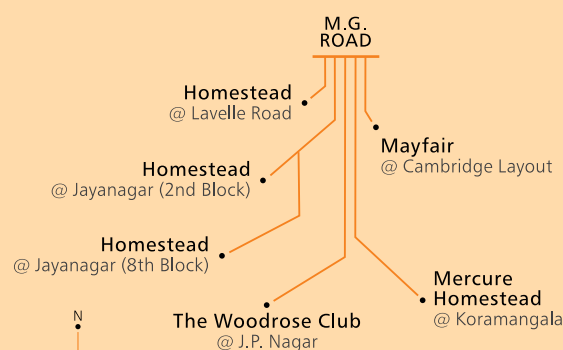 M.G.
ROAD
Homestead
@ Lavelle Road
Mayfair
@ Cambridge Layout
Homestead
@ Jayanagar (2nd Block)
Homestead
@ Jayanagar (8th Block)
Mercure
Homestead
@ Koramangala
The Woodrose Club
@ J.P. Nagar
N